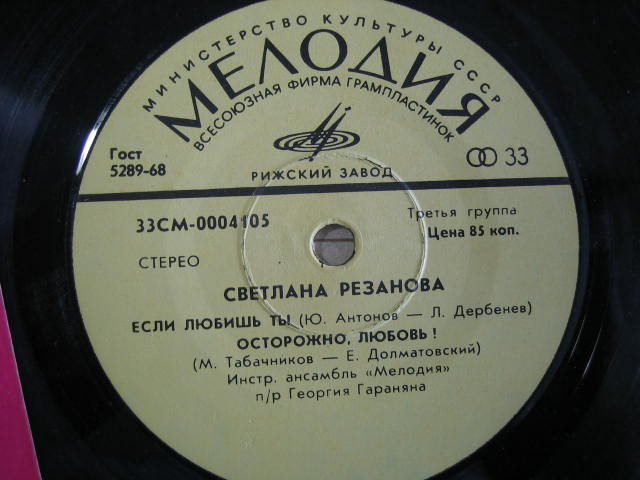 МИНИСТЕРСТВО КУЛЬТУРЫ СССР
МЕЛОДИЯ
ВСЕСОЮЗНАЯ ФИРМА ГРАМПЛАСТИНОК
Гост
5289-68
РИЖСКИЙ ЗАВОД
33
33СМ-0004105
Третья группа
Цена 85 коп.
СТЕРЕО
СВЕТЛАНА РЕЗАНОВА
ЕСЛИ ЛЮБИШЬ ТЫ (Ю. Антонов — Л. Дербенев)
ОСТОРОЖНО, ЛЮБОВЬ!
(М. Табачников — Е. Долматовский)
Инстр. ансамбль «Мелодия»
п/р Георгия Гараняна